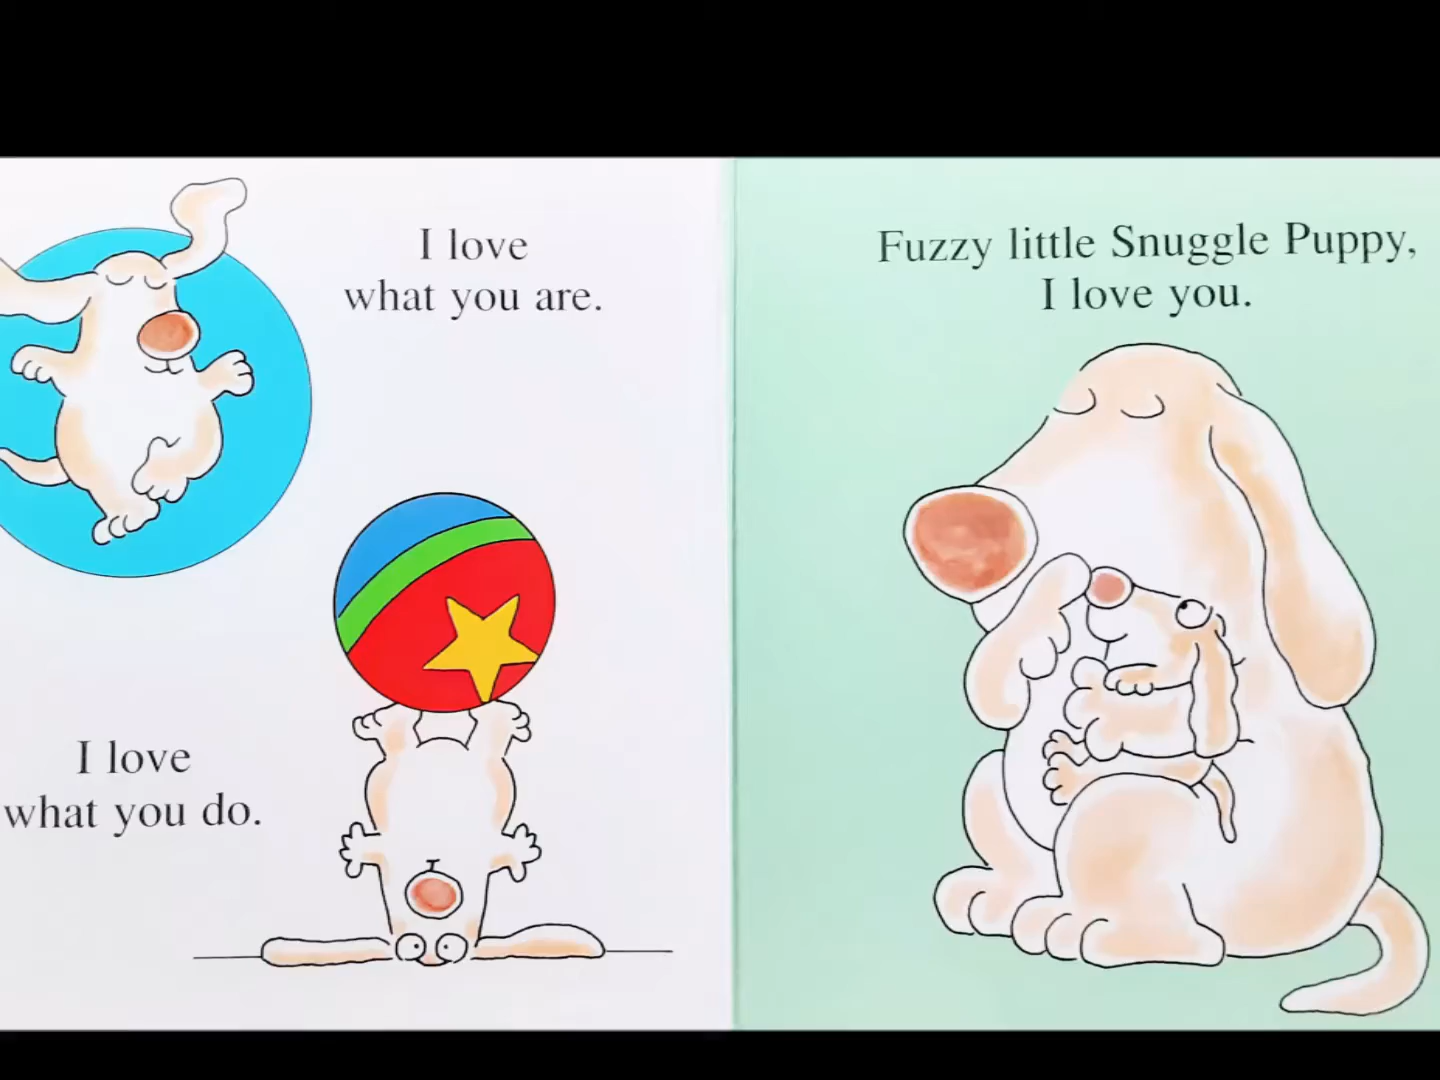 I love
what you are.
I love
what you do.
Fuzzy little Snuggle Puppy,
I love you.